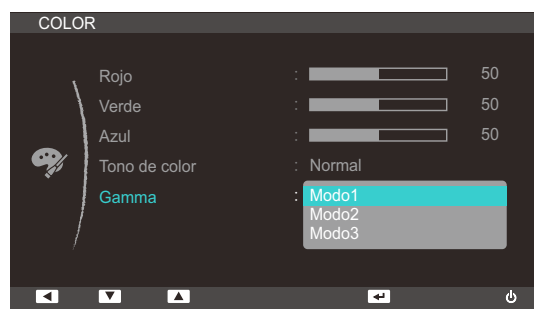 COLOR
Rojo : 50
Verde : 50
Azul : 50
Tono de color : Normal
Gamma : Modo1
Modo2
Modo3